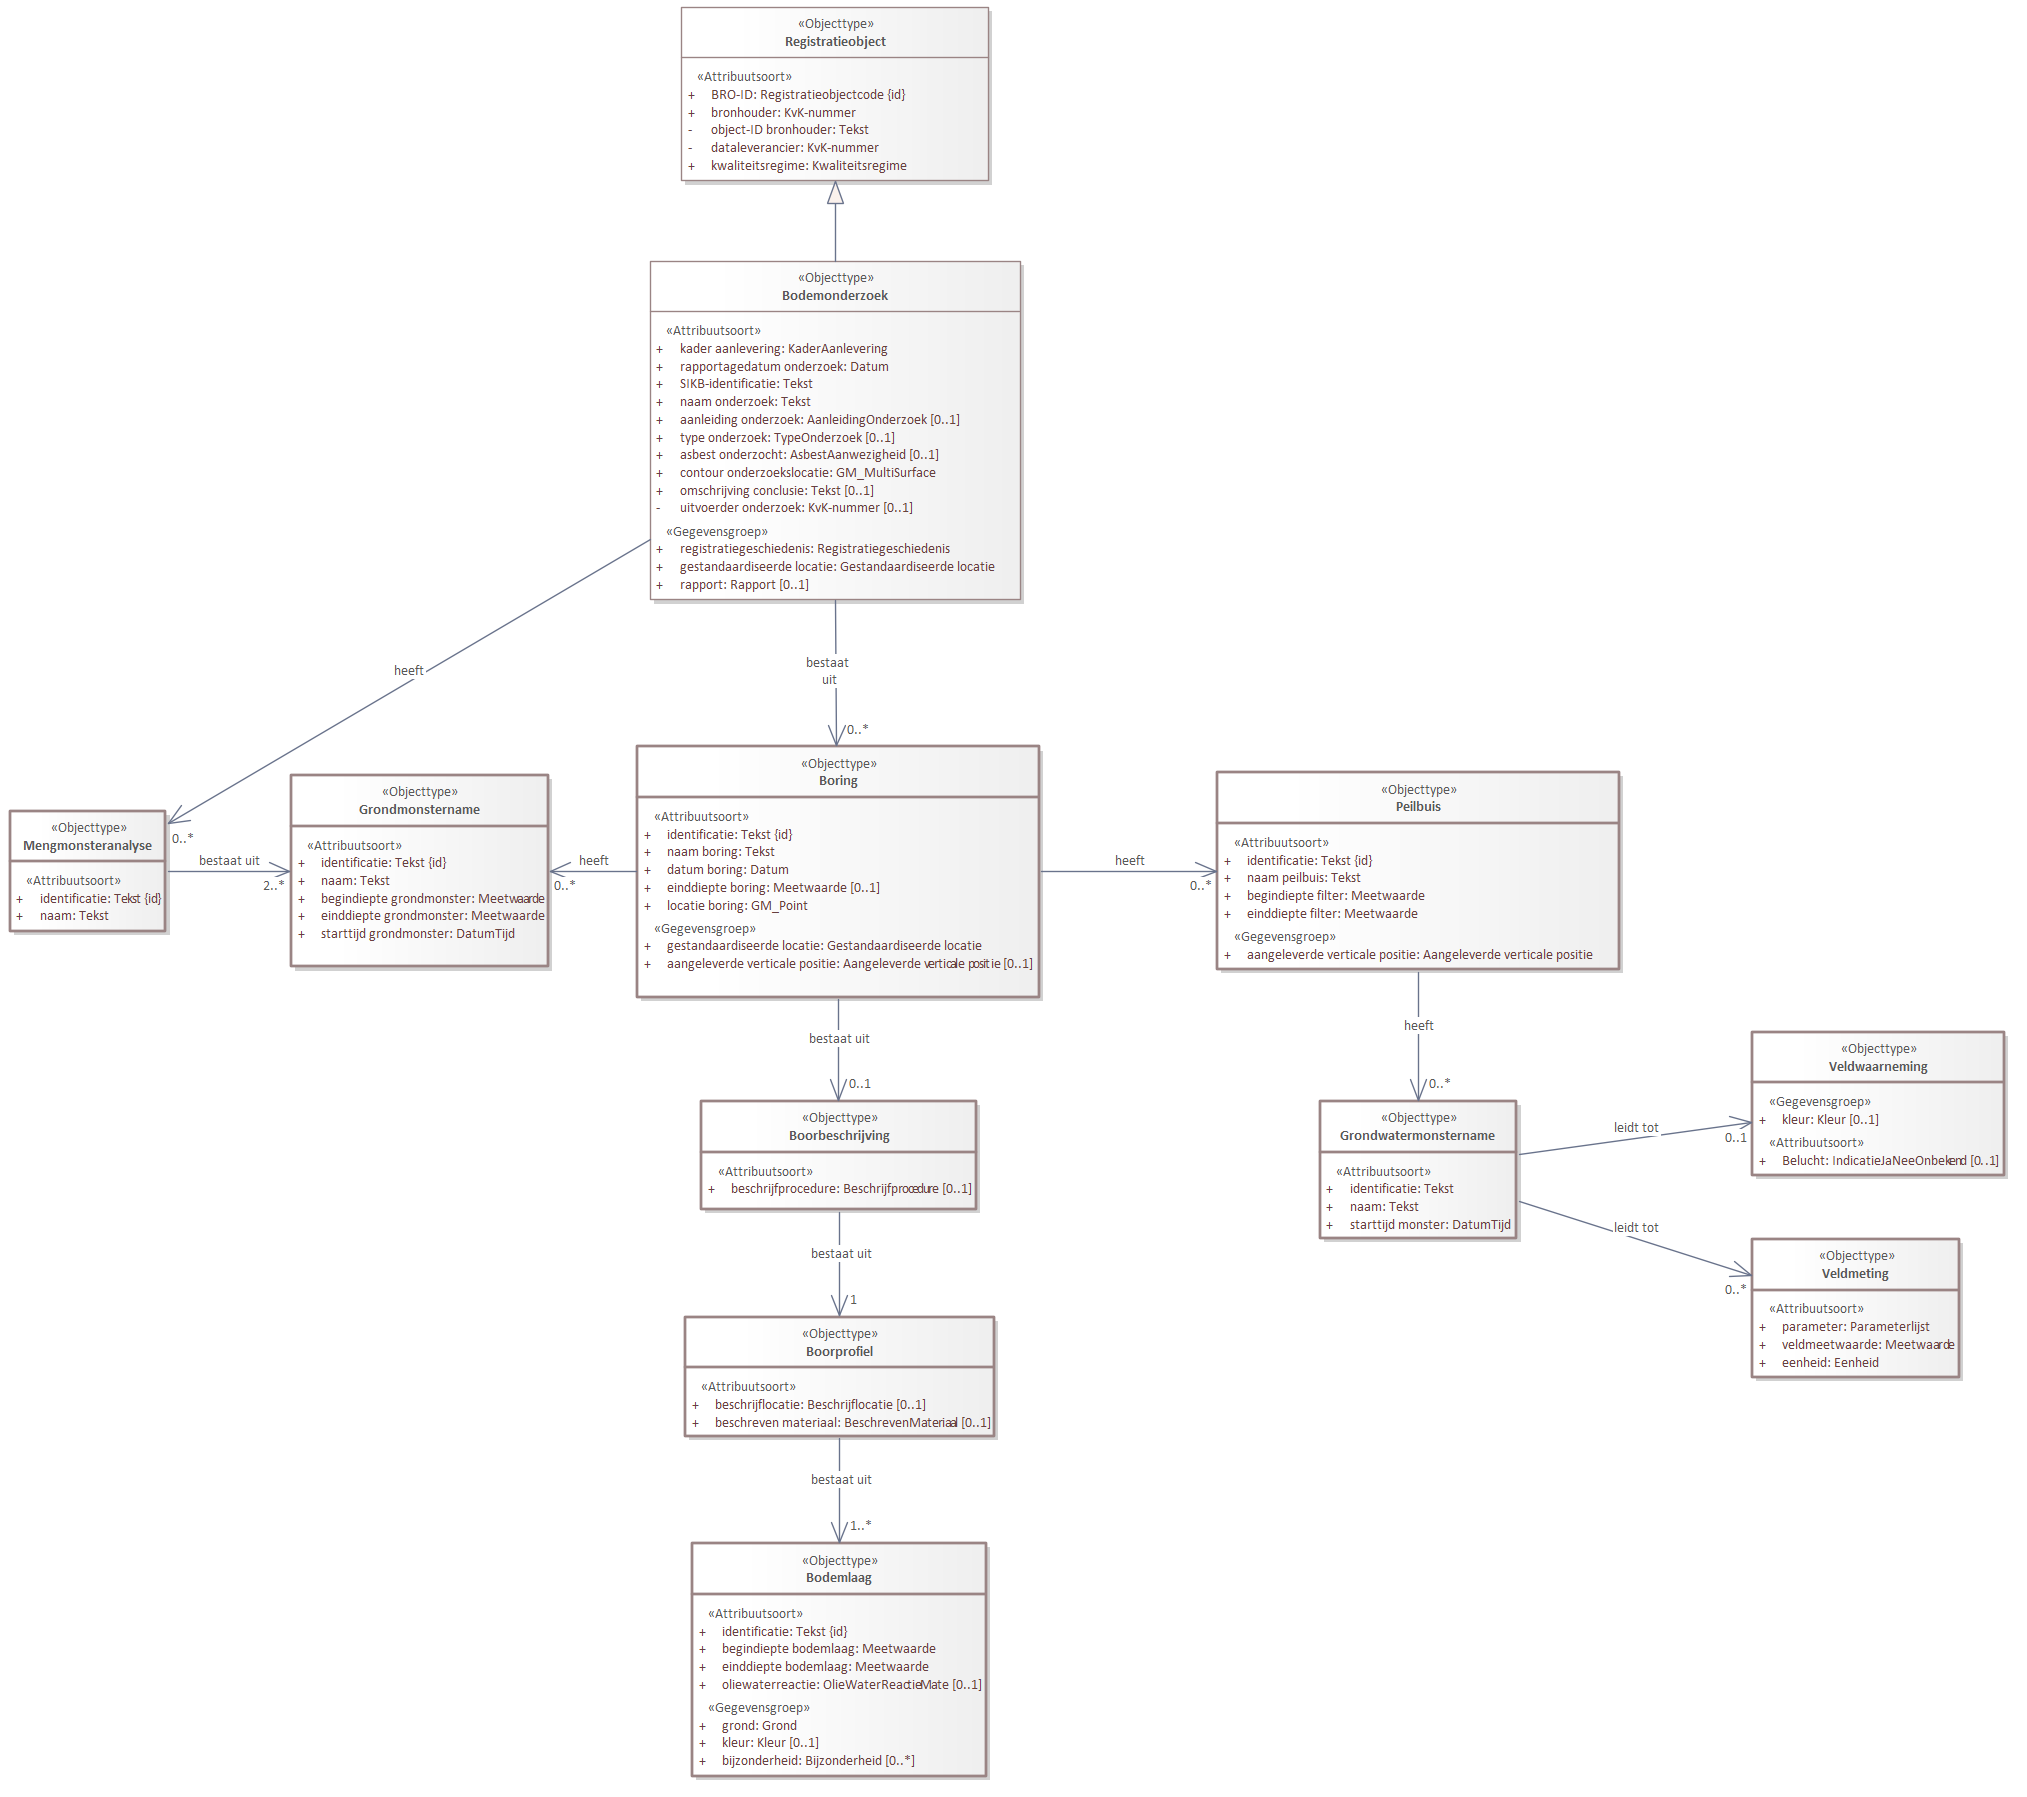 «Objecttype»
Registratieobject
«Attribuutsoort»
+ BRO-ID: Registratieobjectcode {id}
+ bronhouder: KvK-nummer
- object-ID bronhouder: Tekst
- dataleverancier: KvK-nummer
+ kwaliteitsregime: Kwaliteitsregime
«Objecttype»
Bodemonderzoek
«Attribuutsoort»
+ kader aanlevering: KaderAanlevering
+ rapportagedatum onderzoek: Datum
+ SIKB-identificatie: Tekst
+ naam onderzoek: Tekst
+ aanleiding onderzoek: AanleidingOnderzoek [0..1]
+ type onderzoek: TypeOnderzoek [0..1]
+ asbest onderzocht: AsbestAanwezigheid [0..1]
+ contour onderzoekslocatie: GM_MultiSurface
+ omschrijving conclusie: Tekst [0..1]
- uitvoerder onderzoek: KvK-nummer [0..1]
«Gegevensgroep»
+ registratiegeschiedenis: Registratiegeschiedenis
+ gestandaardiseerde locatie: Gestandaardiseerde locatie
+ rapport: Rapport [0..1]
heeft
0..*
bestaat
uit
0..*
«Objecttype»
Mengmonsteranalyse
«Attribuutsoort»
+ identificatie: Tekst {id}
+ naam: Tekst
bestaat uit
2..*
«Objecttype»
Grondmonstername
«Attribuutsoort»
+ identificatie: Tekst {id}
+ naam: Tekst
+ begindiepte grondmonster: Meetwaarde
+ einddiepte grondmonster: Meetwaarde
+ starttijd grondmonster: DatumTijd
heeft
0..*
«Objecttype»
Boring
«Attribuutsoort»
+ identificatie: Tekst {id}
+ naam boring: Tekst
+ datum boring: Datum
+ einddiepte boring: Meetwaarde [0..1]
+ locatie boring: GM_Point
«Gegevensgroep»
+ gestandaardiseerde locatie: Gestandaardiseerde locatie
+ aangeleverde verticale positie: Aangeleverde verticale positie [0..1]
heeft
0..*
«Objecttype»
Peilbuis
«Attribuutsoort»
+ identificatie: Tekst {id}
+ naam peilbuis: Tekst
+ begindiepte filter: Meetwaarde
+ einddiepte filter: Meetwaarde
«Gegevensgroep»
+ aangeleverde verticale positie: Aangeleverde verticale positie
bestaat uit
0..1
heeft
0..*
«Objecttype»
Boorbeschrijving
«Attribuutsoort»
+ beschrijfprocedure: Beschrijfprocedure [0..1]
«Objecttype»
Grondwatermonstername
«Attribuutsoort»
+ identificatie: Tekst
+ naam: Tekst
+ starttijd monster: DatumTijd
leidt tot
0..1
«Objecttype»
Veldwaarneming
«Gegevensgroep»
+ kleur: Kleur [0..1]
«Attribuutsoort»
+ Belucht: IndicatieJaNeeOnbekend [0..1]
leidt tot
0..*
«Objecttype»
Veldmeting
«Attribuutsoort»
+ parameter: Parameterlijst
+ veldmeetwaarde: Meetwaarde
+ eenheid: Eenheid
bestaat uit
1
«Objecttype»
Boorprofiel
«Attribuutsoort»
+ beschrijflocatie: Beschrijflocatie [0..1]
+ beschreven materiaal: BeschrevenMateriaal [0..1]
bestaat uit
1..*
«Objecttype»
Bodemlaag
«Attribuutsoort»
+ identificatie: Tekst {id}
+ begindiepte bodemlaag: Meetwaarde
+ einddiepte bodemlaag: Meetwaarde
+ oliewaterreactie: OlieWaterReactieMate [0..1]
«Gegevensgroep»
+ grond: Grond
+ kleur: Kleur [0..1]
+ bijzonderheid: Bijzonderheid [0..*]